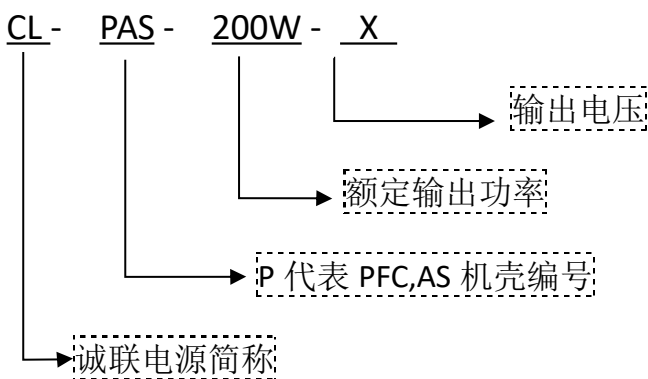 CL - PAS - 200W - X
输出电压
额定输出功率
P 代表 PFC,AS 机壳编号
诚联电源简称